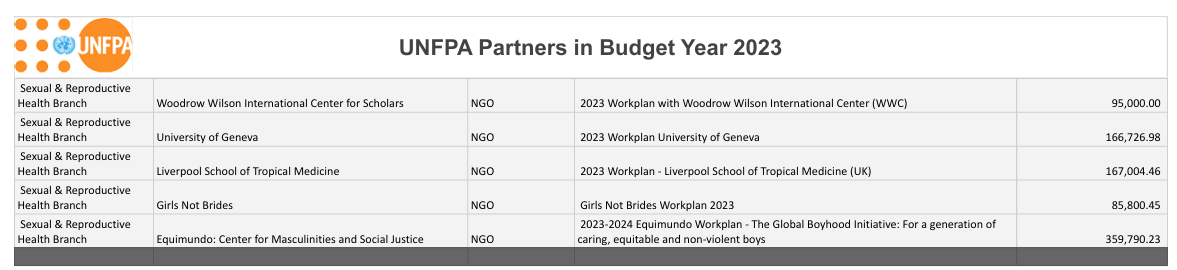 UNFPA
UNFPA Partners in Budget Year 2023
Sexual & Reproductive
Health Branch
Woodrow Wilson International Center for Scholars
NGO
2023 Workplan with Woodrow Wilson International Center (WWC)
95,000.00
Sexual & Reproductive
Health Branch
University of Geneva
NGO
2023 Workplan University of Geneva
166,726.98
Sexual & Reproductive
Health Branch
Liverpool School of Tropical Medicine
NGO
2023 Workplan - Liverpool School of Tropical Medicine (UK)
167,004.46
Sexual & Reproductive
Health Branch
Girls Not Brides
NGO
Girls Not Brides Workplan 2023
85,800.45
Sexual & Reproductive
Health Branch
Equimundo: Center for Masculinities and Social Justice
NGO
2023-2024 Equimundo Workplan - The Global Boyhood Initiative: For a generation of
caring, equitable and non-violent boys
359,790.23